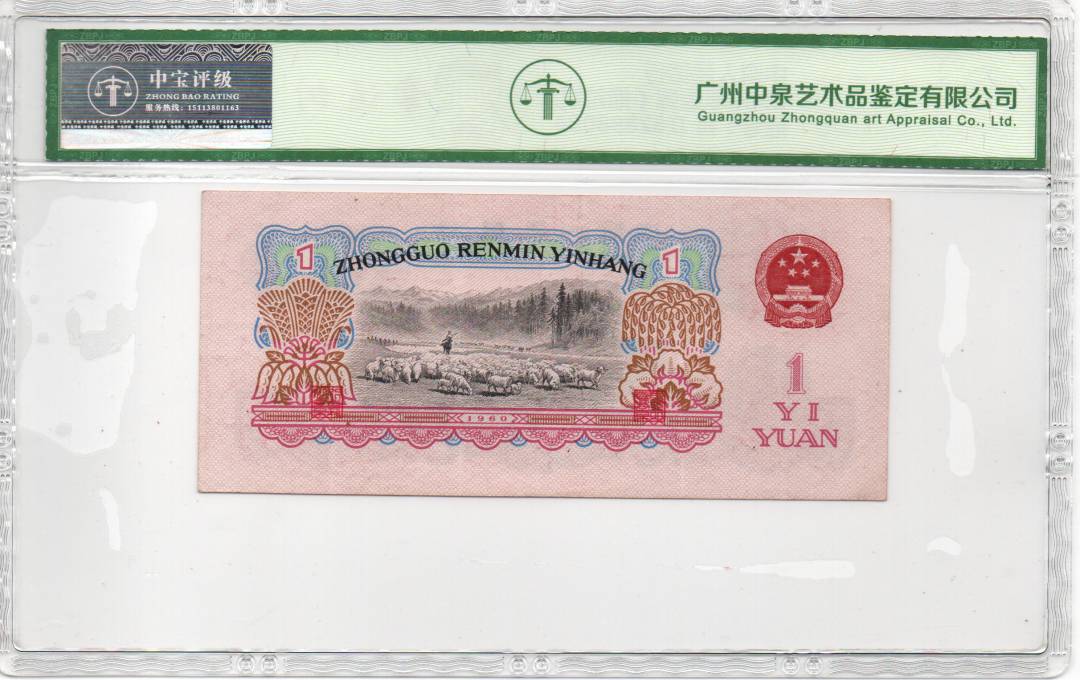 中宝评级
ZHONG BAO RATING
服务热线：15113801163
广州中泉艺术品鉴定有限公司
Guangzhou Zhongquan art Appraisal Co., Ltd.
ZHONGGUO RENMIN YINHANG
1
1
1960
1
YI
YUAN